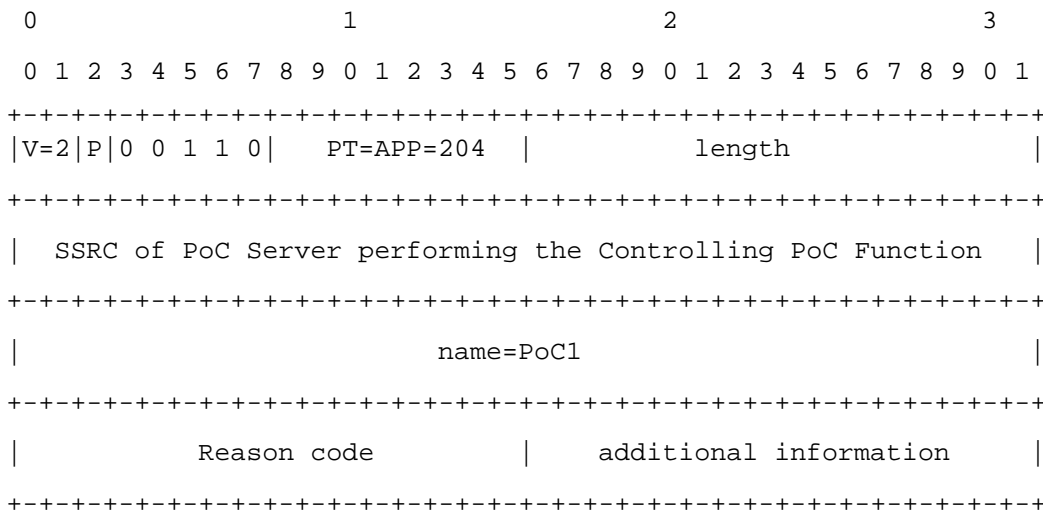 0                   1                   2                   3
0 1 2 3 4 5 6 7 8 9 0 1 2 3 4 5 6 7 8 9 0 1 2 3 4 5 6 7 8 9 0 1
+-+-+-+-+-+-+-+-+-+-+-+-+-+-+-+-+-+-+-+-+-+-+-+-+-+-+-+-+-+-+-+-+
|V=2|P|0 0 1 1 0|   PT=APP=204  |          length               |
+-+-+-+-+-+-+-+-+-+-+-+-+-+-+-+-+-+-+-+-+-+-+-+-+-+-+-+-+-+-+-+-+
|  SSRC of PoC Server performing the Controlling PoC Function   |
+-+-+-+-+-+-+-+-+-+-+-+-+-+-+-+-+-+-+-+-+-+-+-+-+-+-+-+-+-+-+-+-+
|                          name=PoC1                            |
+-+-+-+-+-+-+-+-+-+-+-+-+-+-+-+-+-+-+-+-+-+-+-+-+-+-+-+-+-+-+-+-+
|           Reason code         |    additional information     |
+-+-+-+-+-+-+-+-+-+-+-+-+-+-+-+-+-+-+-+-+-+-+-+-+-+-+-+-+-+-+-+-+